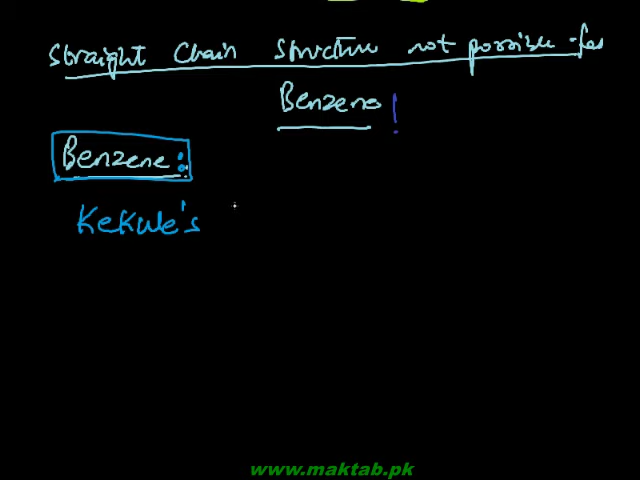 Straight Chain Structure not possible for
Benzene !
Benzene:
Kekule's
www.maktab.pk